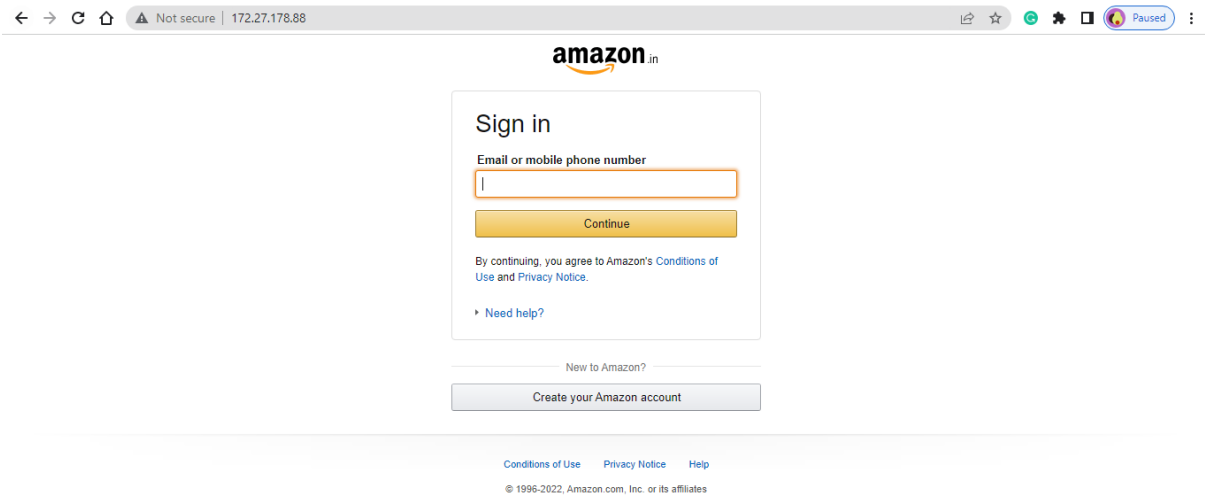 Not secure | 172.27.178.88 Paused
amazon.in
Sign in
Email or mobile phone number
Continue
By continuing, you agree to Amazon's Conditions of
Use and Privacy Notice.
Need help?
New to Amazon?
Create your Amazon account
Conditions of Use Privacy Notice Help
© 1996-2022, Amazon.com, Inc. or its affiliates